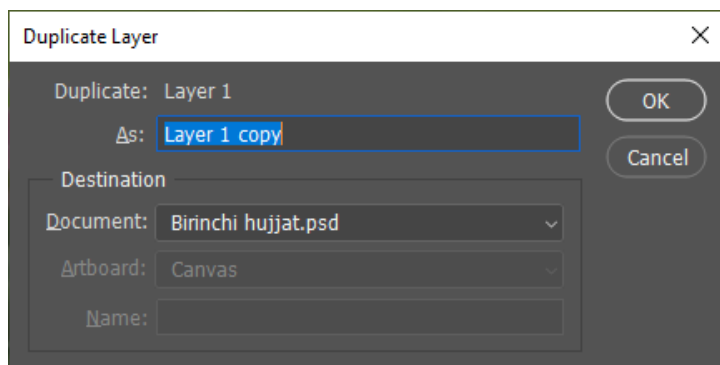 Duplicate Layer
Duplicate: Layer 1
As: Layer 1 copy
OK
Cancel
Destination
Document: Birinchi hujjat.psd
Artboard: Canvas
Name: